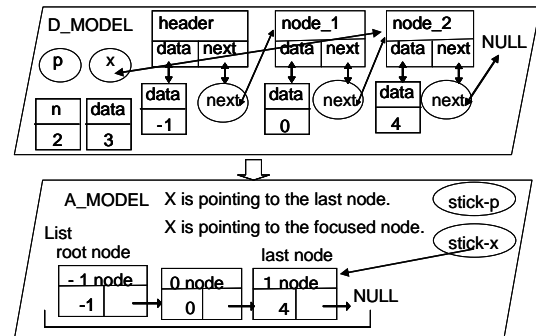 D_MODEL
header
node_1
node_2
data next
data next
data next
NULL
p
x
data
next
data
next
data
next
n
data
2
3
-1
0
4
A_MODEL
X is pointing to the last node.
stick-p
X is pointing to the focused node.
stick-x
List
root node
last node
- 1 node
0 node
1 node
-1
0
4
NULL